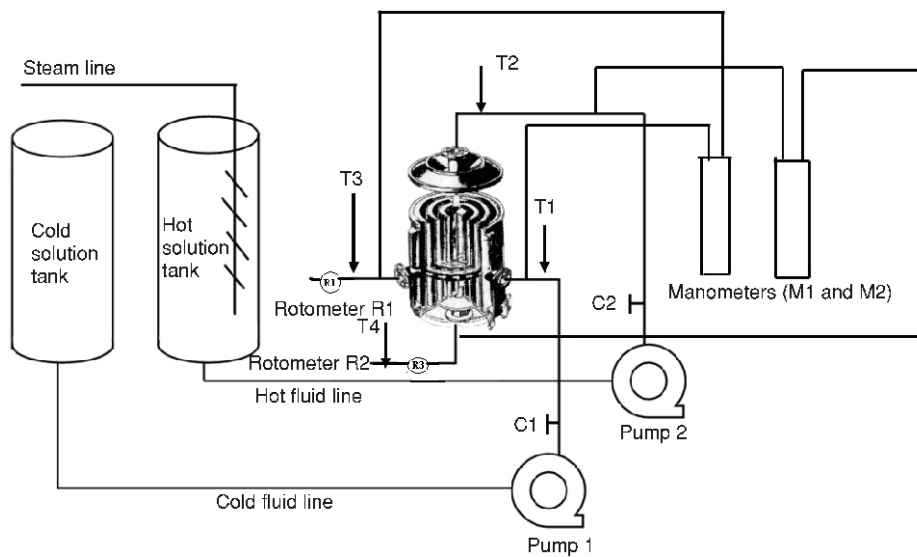 Steam line
T2
T3
T1
Cold
solution
tank
Hot
solution
tank
R1
Rotometer R1
T4
Manometers (M1 and M2)
C2
Rotometer R2
R3
Hot fluid line
C1
Pump 2
Cold fluid line
Pump 1